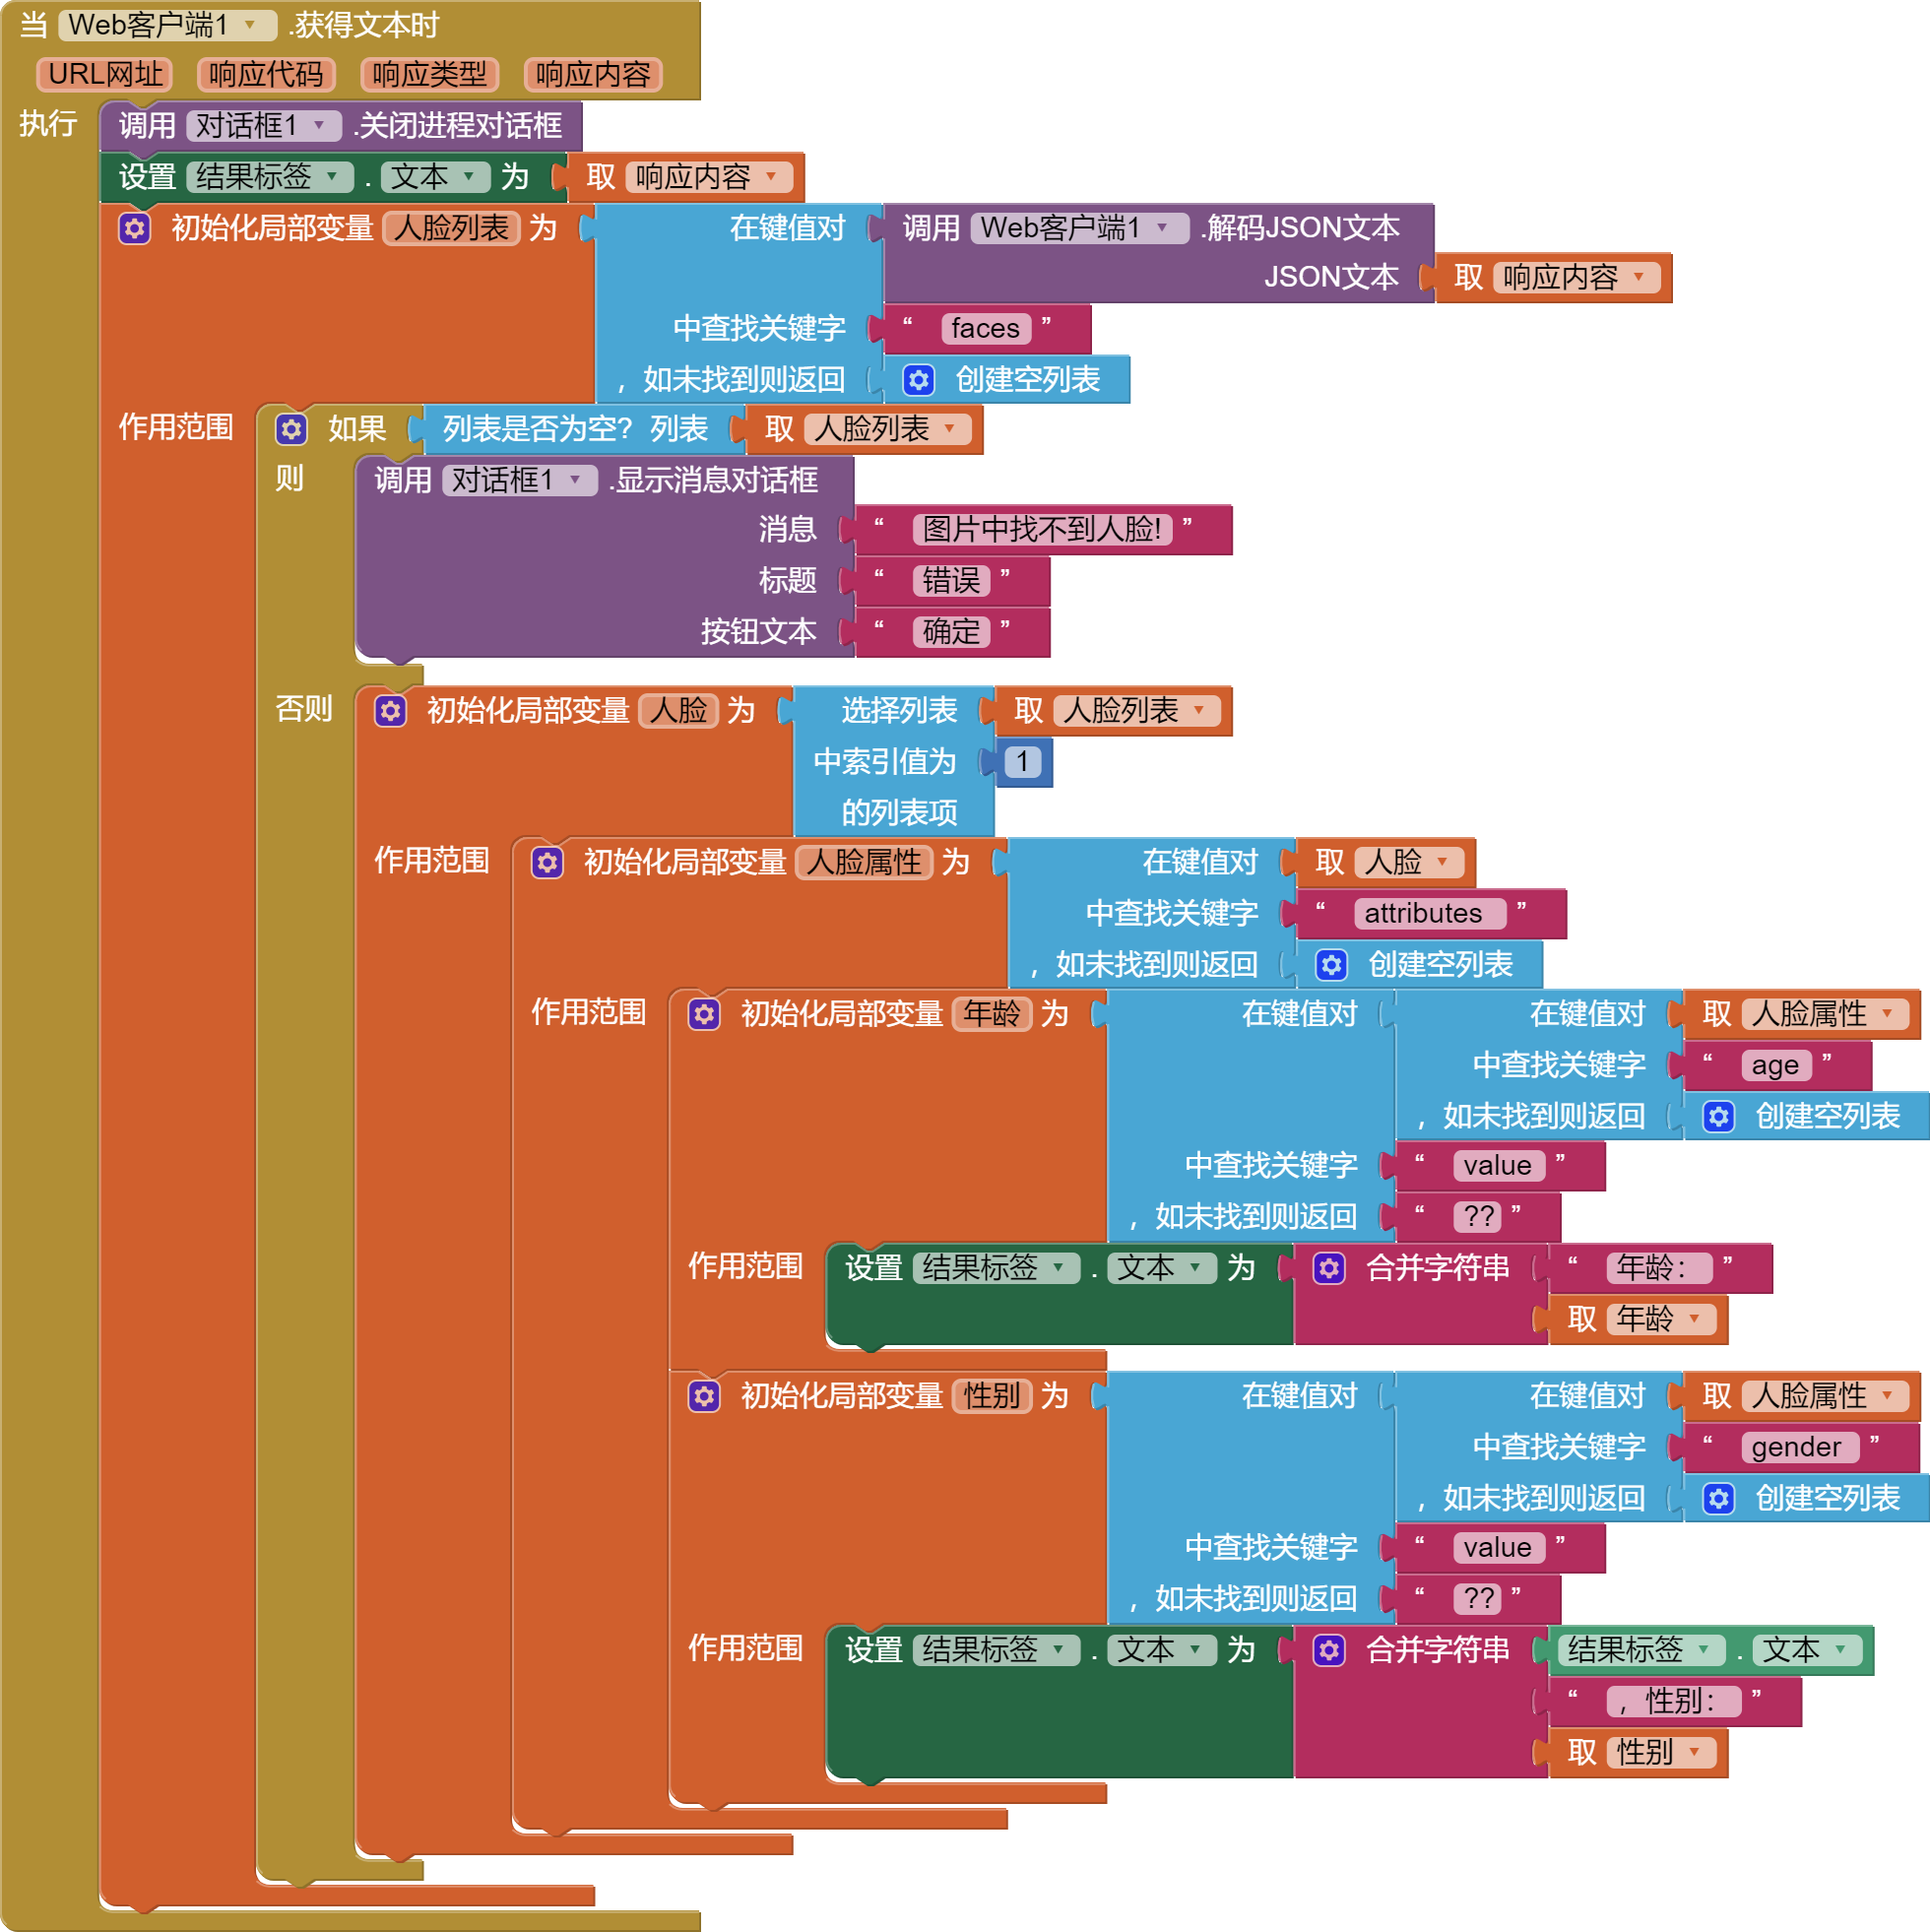 当 Web客户端1 .获得文本时
URL网址 响应代码 响应类型 响应内容
执行 调用 对话框1 .关闭进程对话框
设置 结果标签 . 文本 为 取 响应内容
初始化局部变量 人脸列表 为 在键值对 调用 Web客户端1 .解码JSON文本
JSON文本 取 响应内容
中查找关键字 “ faces ”
，如未找到则返回 创建空列表
作用范围 如果 列表是否为空? 列表 取 人脸列表
则 调用 对话框1 .显示消息对话框
消息 “ 图片中找不到人脸! ”
标题 “ 错误 ”
按钮文本 “ 确定 ”
否则 初始化局部变量 人脸 为 选择列表 取 人脸列表
中索引值为 1
的列表项
作用范围 初始化局部变量 人脸属性 为 在键值对 取 人脸
中查找关键字 “ attributes ”
，如未找到则返回 创建空列表
作用范围 初始化局部变量 年龄 为 在键值对 在键值对 取 人脸属性
中查找关键字 “ age ”
，如未找到则返回 创建空列表
中查找关键字 “ value ”
，如未找到则返回 “ ?? ”
作用范围 设置 结果标签 . 文本 为 合并字符串 “ 年龄： ”
取 年龄
初始化局部变量 性别 为 在键值对 在键值对 取 人脸属性
中查找关键字 “ gender ”
，如未找到则返回 创建空列表
中查找关键字 “ value ”
，如未找到则返回 “ ?? ”
作用范围 设置 结果标签 . 文本 为 合并字符串 结果标签 . 文本
“ ，性别： ”
取 性别